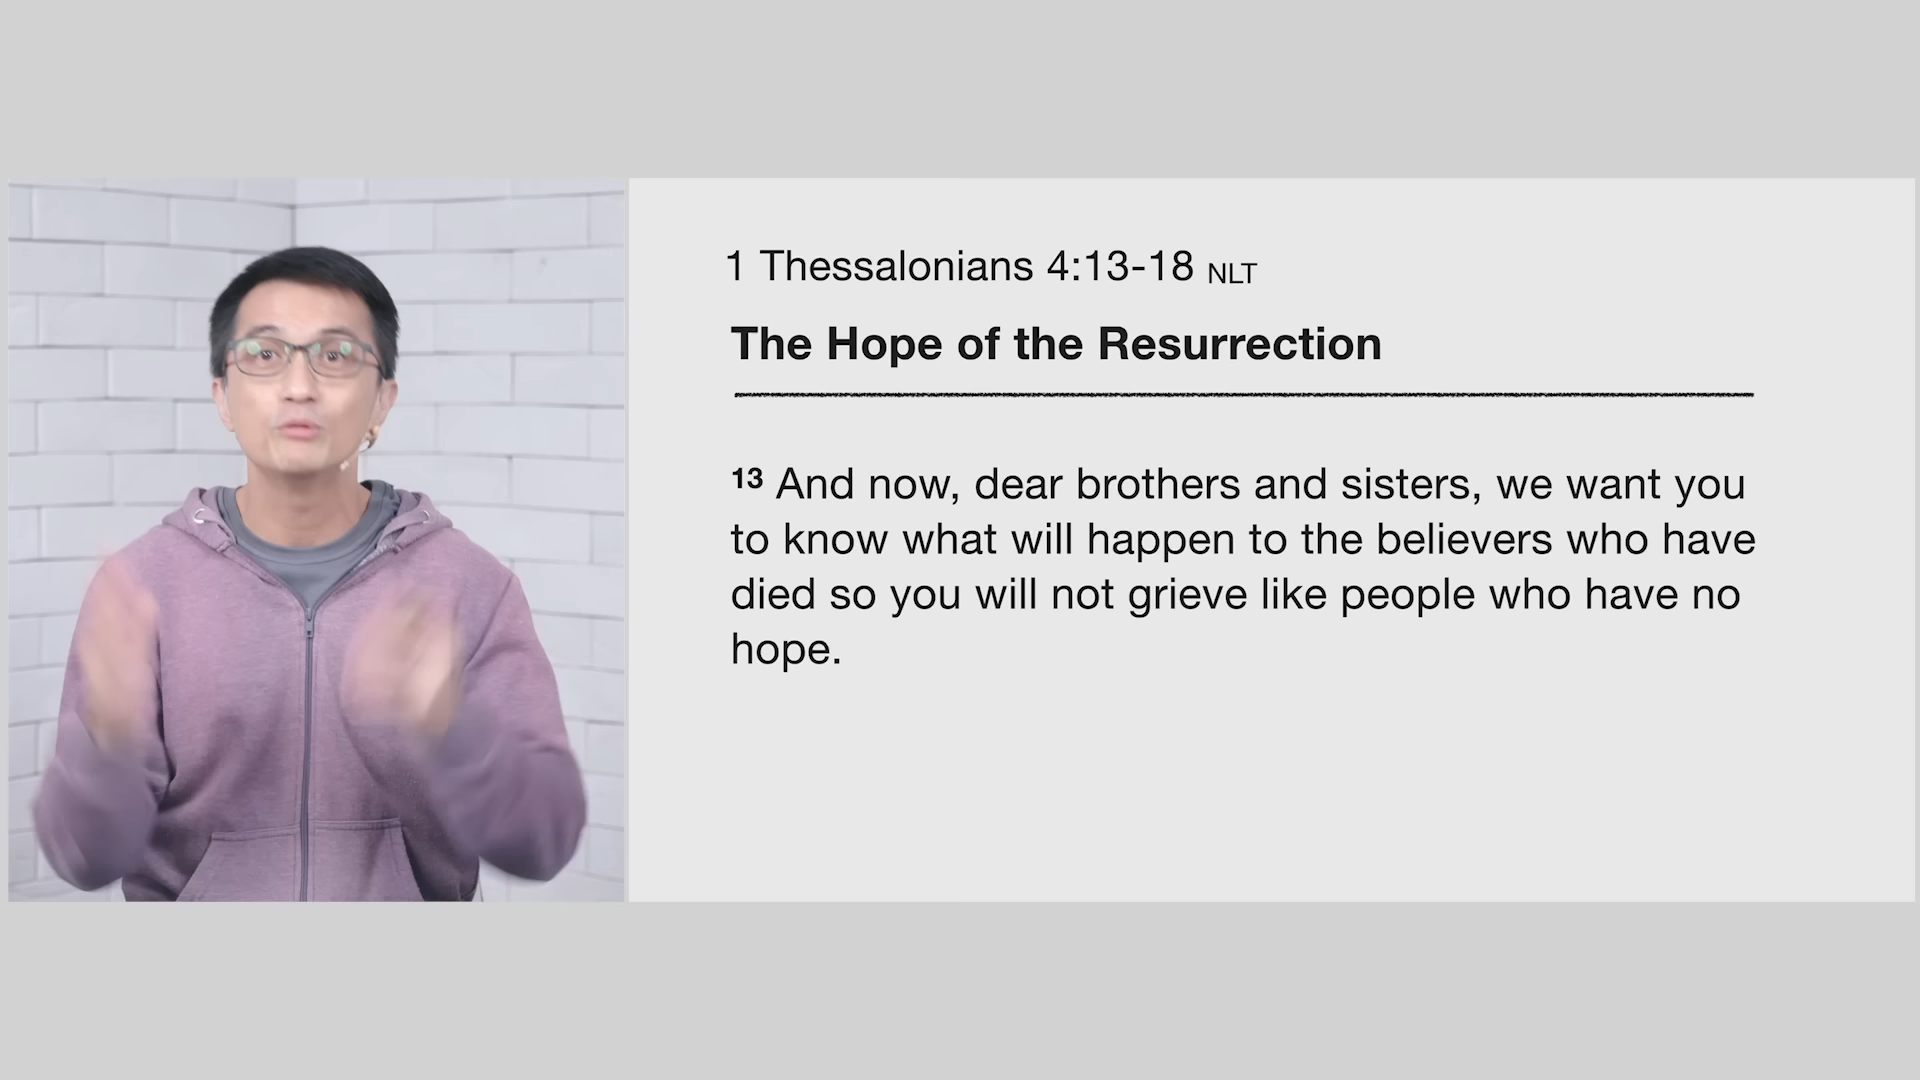 1 Thessalonians 4:13-18 NLT
The Hope of the Resurrection
13 And now, dear brothers and sisters, we want you
to know what will happen to the believers who have
died so you will not grieve like people who have no
hope.